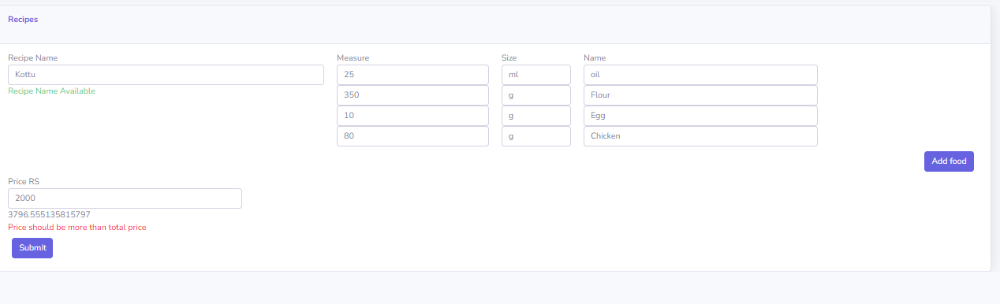 Recipes
Recipe Name Measure Size Name
Kottu 25 ml oil
Recipe Name Available 350 g Flour
10 g Egg
80 g Chicken
Add food
Price RS
2000
3796.555135815797
Price should be more than total price
Submit